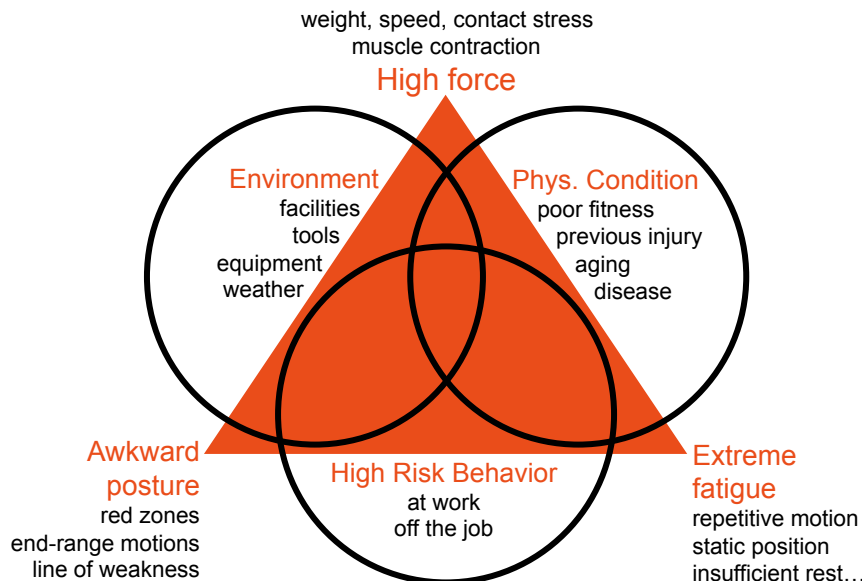 weight, speed, contact stress
muscle contraction
High force
Environment
facilities
tools
equipment
weather
Phys. Condition
poor fitness
previous injury
aging
disease
Awkward
posture
red zones
end-range motions
line of weakness
High Risk Behavior
at work
off the job
Extreme
fatigue
repetitive motion
static position
insufficient rest…